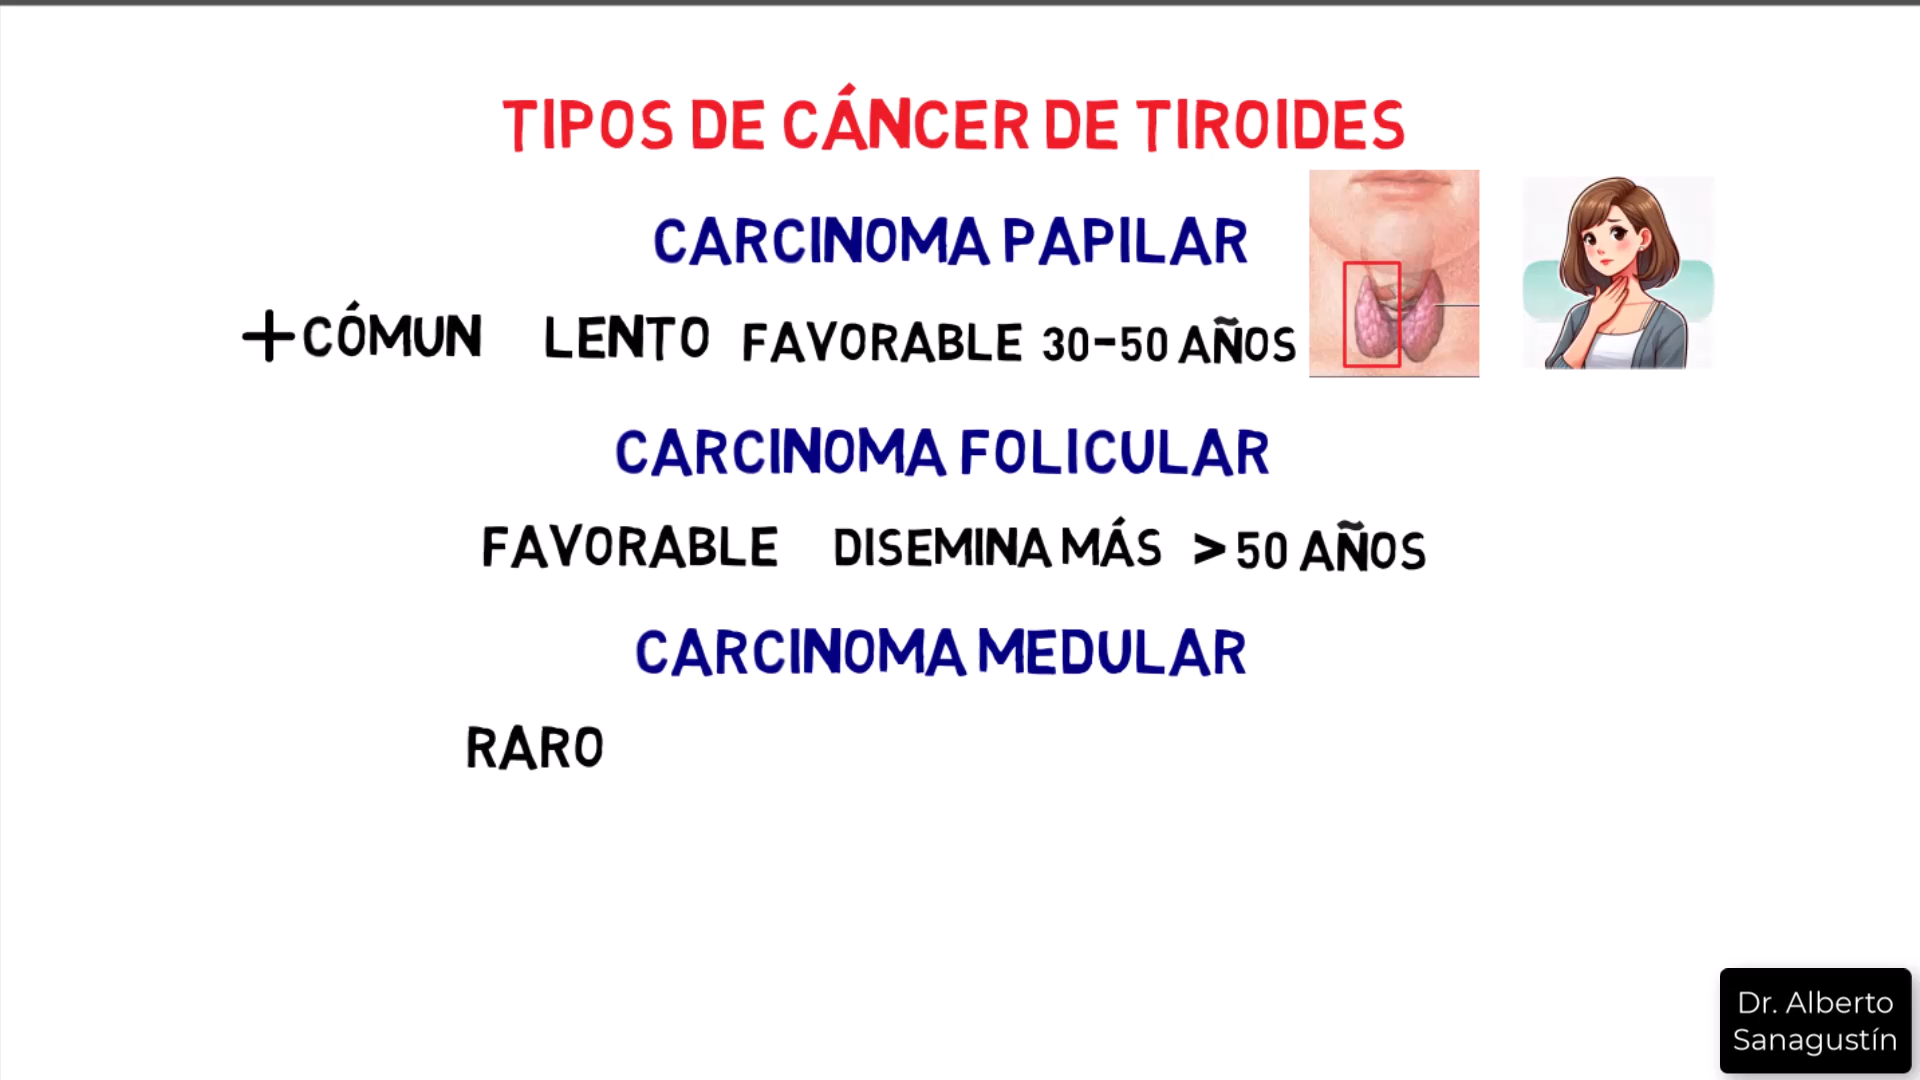 TIPOS DE CÁNCER DE TIROIDES
CARCINOMA PAPILAR
+CÓMUN LENTO FAVORABLE 30-50 AÑOS
CARCINOMA FOLICULAR
FAVORABLE DISEMINA MÁS > 50 AÑOS
CARCINOMA MEDULAR
RARO
Dr. Alberto
Sanagustín